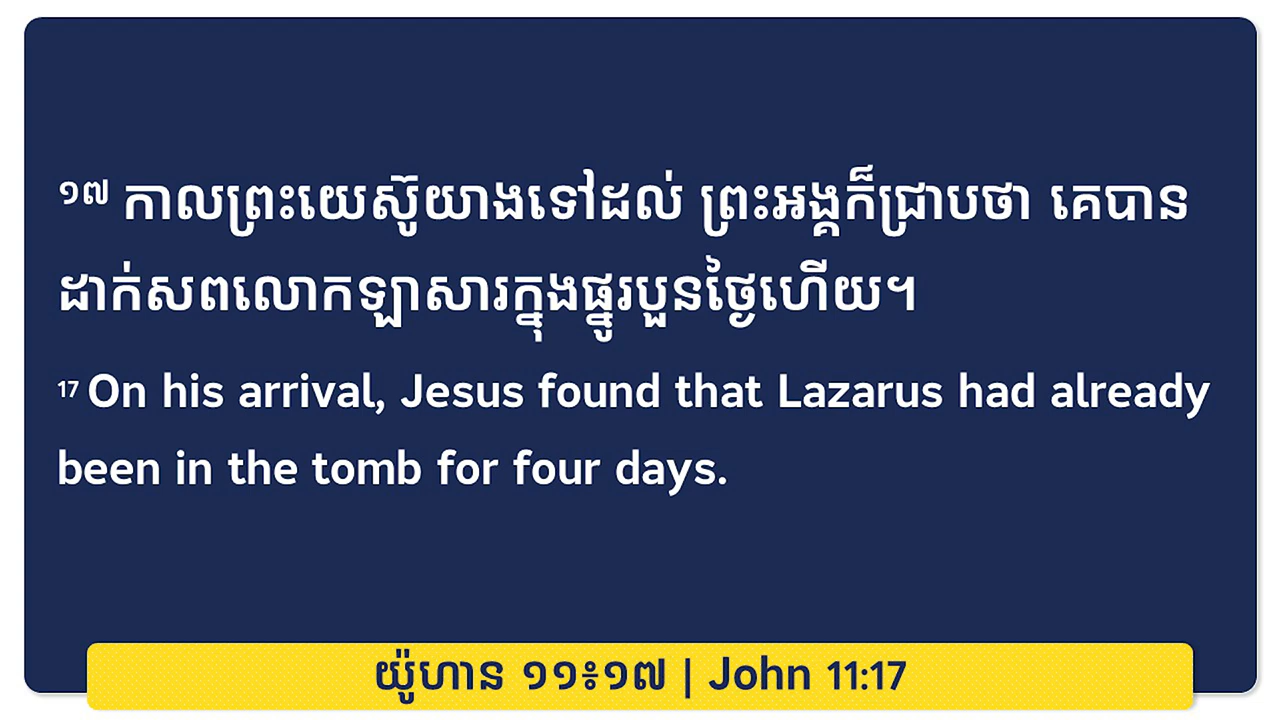 ១៧ កាលព្រះយេស៊ូយាងទៅដល់ ព្រះអង្គក៏ជ្រាបថា គេបាន
ដាក់សពលោកឡាសារក្នុងផ្នូរបួនថ្ងៃហើយ។
17 On his arrival, Jesus found that Lazarus had already
been in the tomb for four days.
យ៉ូហាន ១១៖១៧ | John 11:17